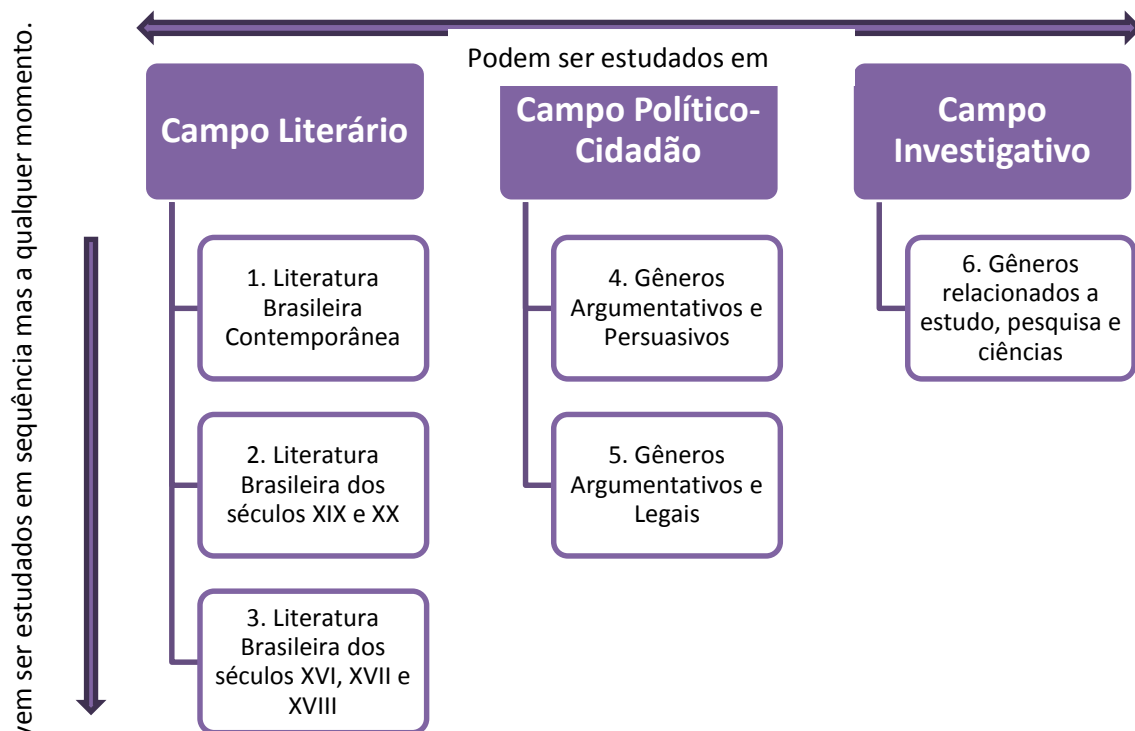 vem ser estudados em sequência mas a qualquer momento.
Podem ser estudados em
Campo Literário
1. Literatura
Brasileira
Contemporânea
2. Literatura
Brasileira dos
séculos XIX e XX
3. Literatura
Brasileira dos
séculos XVI, XVII e
XVIII
Campo Político-
Cidadão
4. Gêneros
Argumentativos e
Persuasivos
5. Gêneros
Argumentativos e
Legais
Campo
Investigativo
6. Gêneros
relacionados a
estudo, pesquisa e
ciências